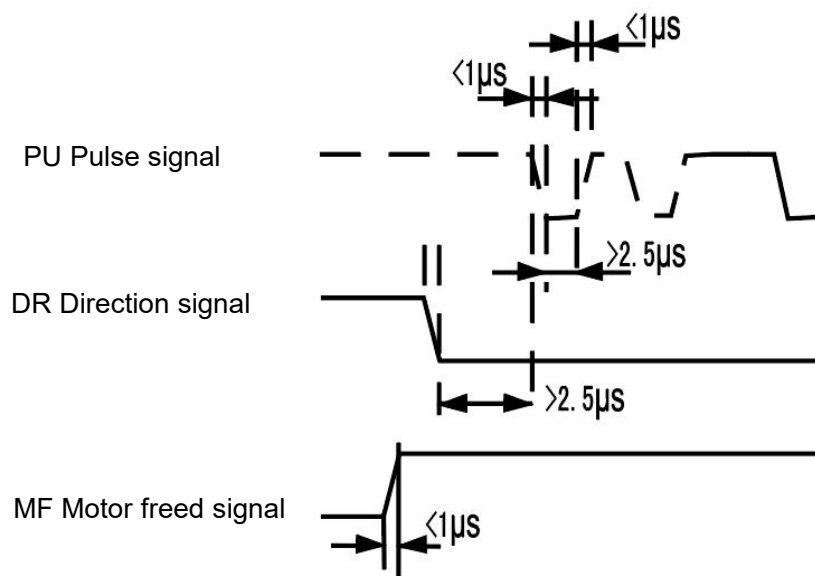 <1μs
<1μs
PU Pulse signal
>2.5μs
DR Direction signal
>2.5μs
MF Motor freed signal
<1μs